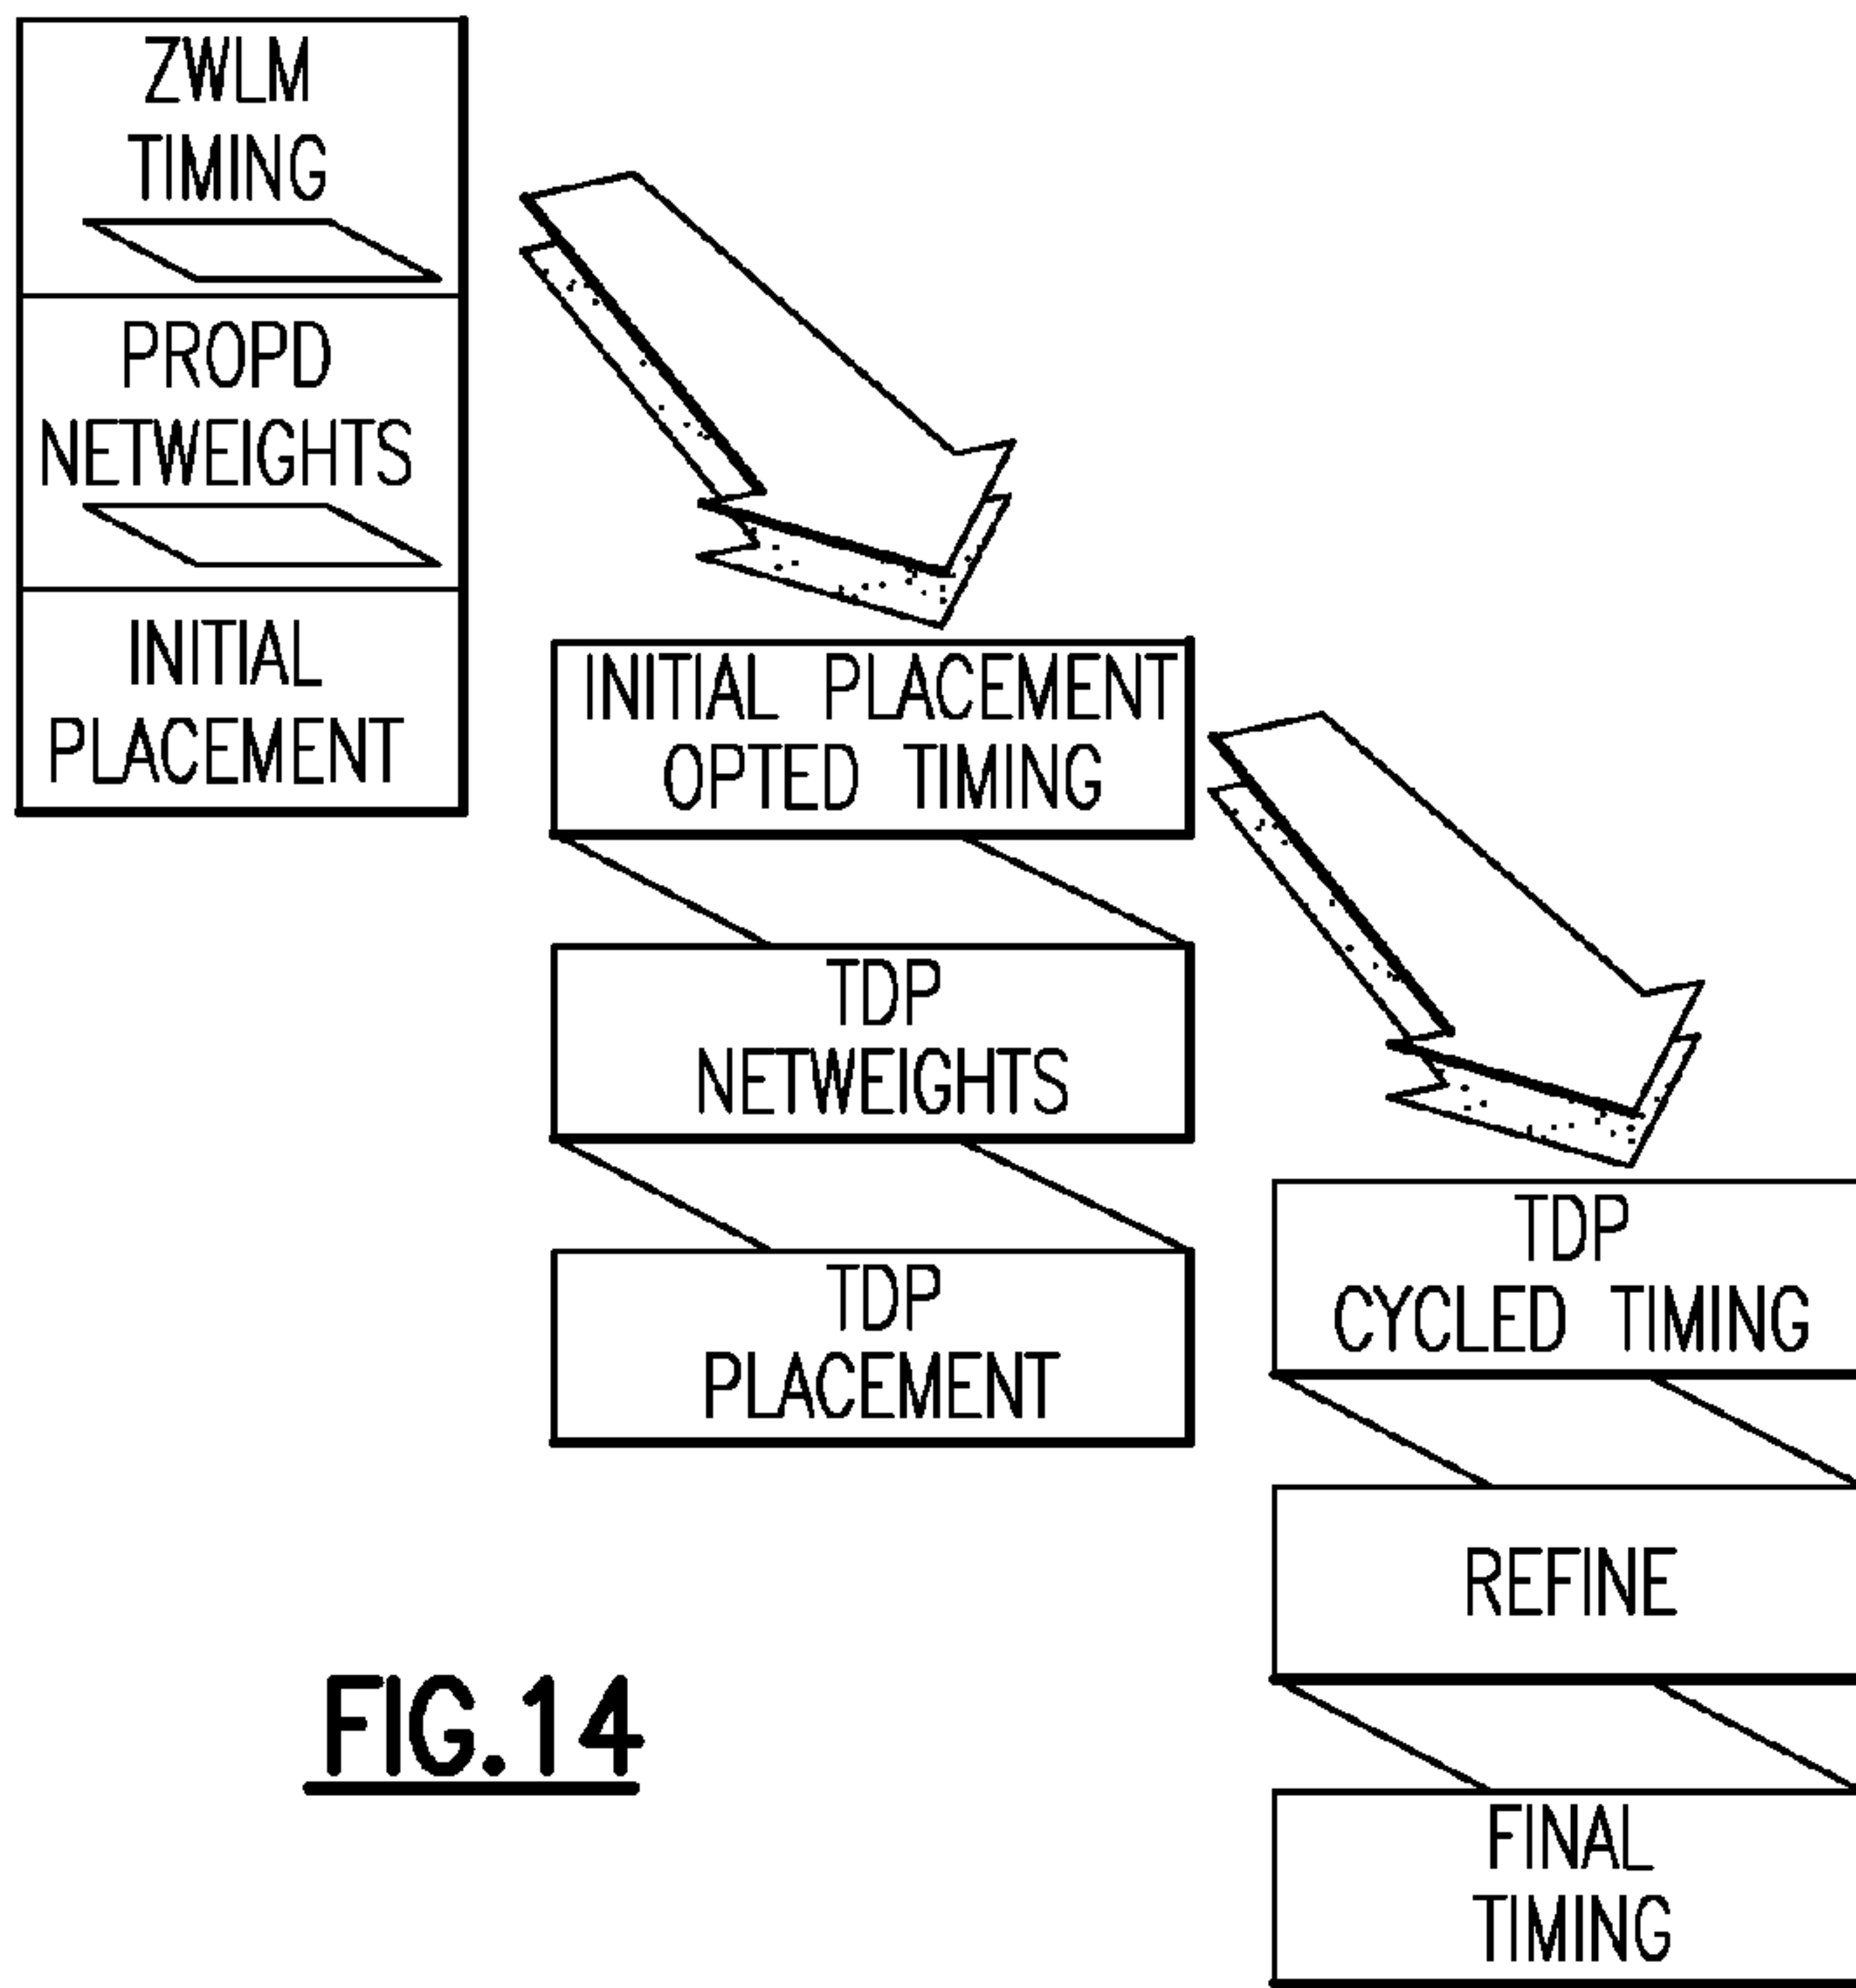 ZWLM
TIMING
PROPD
NETWEIGHTS
INITIAL
PLACEMENT
INITIAL PLACEMENT
OPTED TIMING
TDP
NETWEIGHTS
TDP
PLACEMENT
TDP
CYCLED TIMING
REFINE
FINAL
TIMING
FIG.14